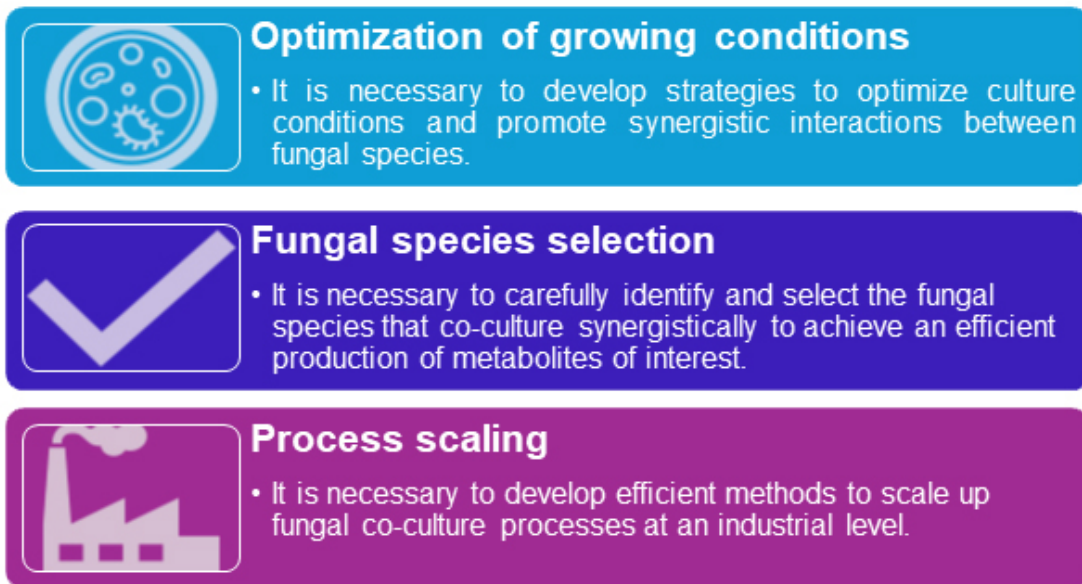 Optimization of growing conditions
• It is necessary to develop strategies to optimize culture
conditions and promote synergistic interactions between
fungal species.
Fungal species selection
• It is necessary to carefully identify and select the fungal
species that co-culture synergistically to achieve an efficient
production of metabolites of interest.
Process scaling
• It is necessary to develop efficient methods to scale up
fungal co-culture processes at an industrial level.